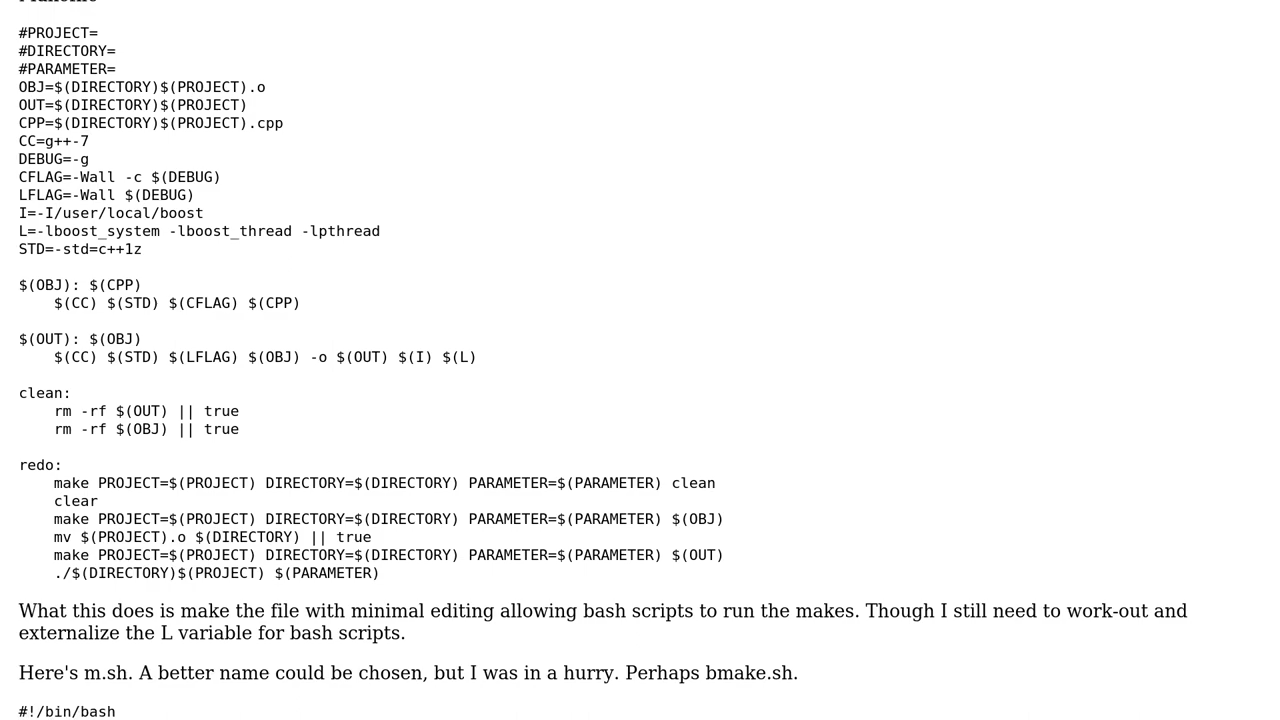 #PROJECT=
#DIRECTORY=
#PARAMETER=
OBJ=$(DIRECTORY)$(PROJECT).o
OUT=$(DIRECTORY)$(PROJECT)
CPP=$(DIRECTORY)$(PROJECT).cpp
CC=g++-7
DEBUG=-g
CFLAG=-Wall -c $(DEBUG)
LFLAG=-Wall $(DEBUG)
I=-I/user/local/boost
L=-lboost_system -lboost_thread -lpthread
STD=-std=c++1z

$(OBJ): $(CPP)
    $(CC) $(STD) $(CFLAG) $(CPP)

$(OUT): $(OBJ)
    $(CC) $(STD) $(LFLAG) $(OBJ) -o $(OUT) $(I) $(L)

clean:
    rm -rf $(OUT) || true
    rm -rf $(OBJ) || true

redo:
    make PROJECT=$(PROJECT) DIRECTORY=$(DIRECTORY) PARAMETER=$(PARAMETER) clean
    clear
    make PROJECT=$(PROJECT) DIRECTORY=$(DIRECTORY) PARAMETER=$(PARAMETER) $(OBJ)
    mv $(PROJECT).o $(DIRECTORY) || true
    make PROJECT=$(PROJECT) DIRECTORY=$(DIRECTORY) PARAMETER=$(PARAMETER) $(OUT)
    ./$(DIRECTORY)$(PROJECT) $(PARAMETER)

What this does is make the file with minimal editing allowing bash scripts to run the makes. Though I still need to work-out and
externalize the L variable for bash scripts.

Here's m.sh. A better name could be chosen, but I was in a hurry. Perhaps bmake.sh.

#!/bin/bash